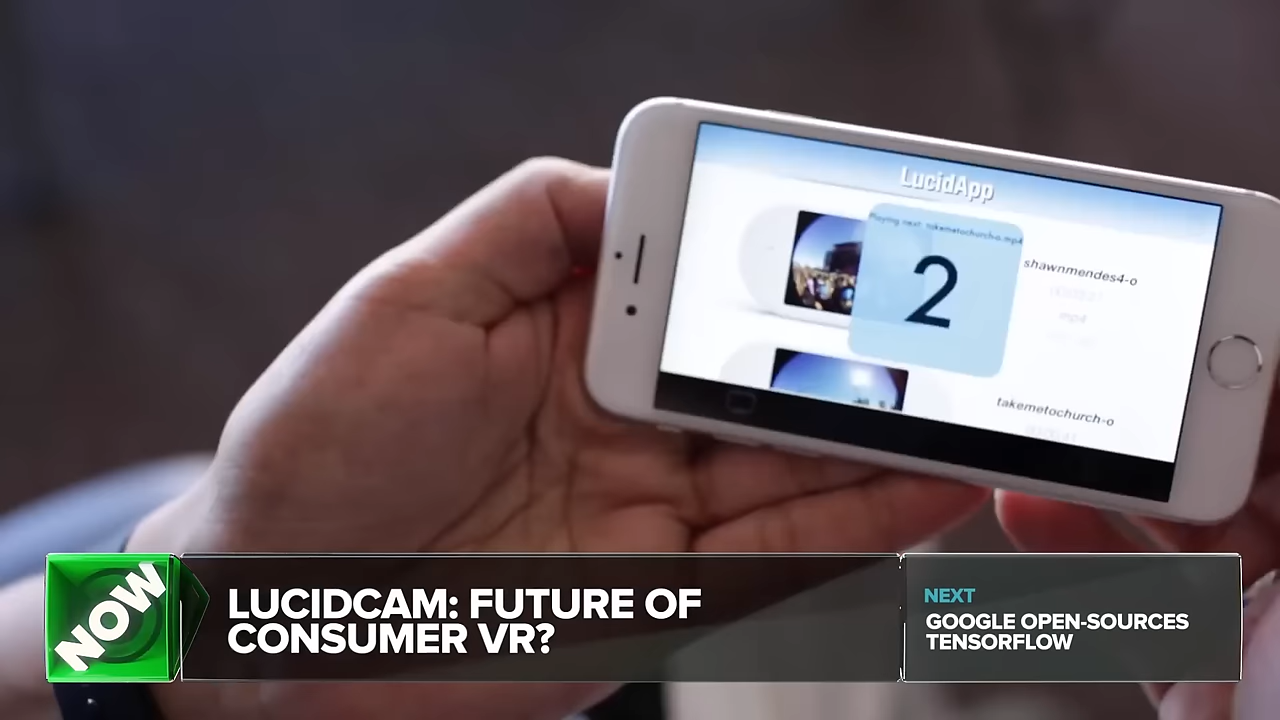 LucidApp
Playing next: takemetochurch-o.mp4
2
shawnmendes4-o
mp4
takemetochurch-o
NOW
LUCIDCAM: FUTURE OF
CONSUMER VR?
NEXT
GOOGLE OPEN-SOURCES
TENSORFLOW